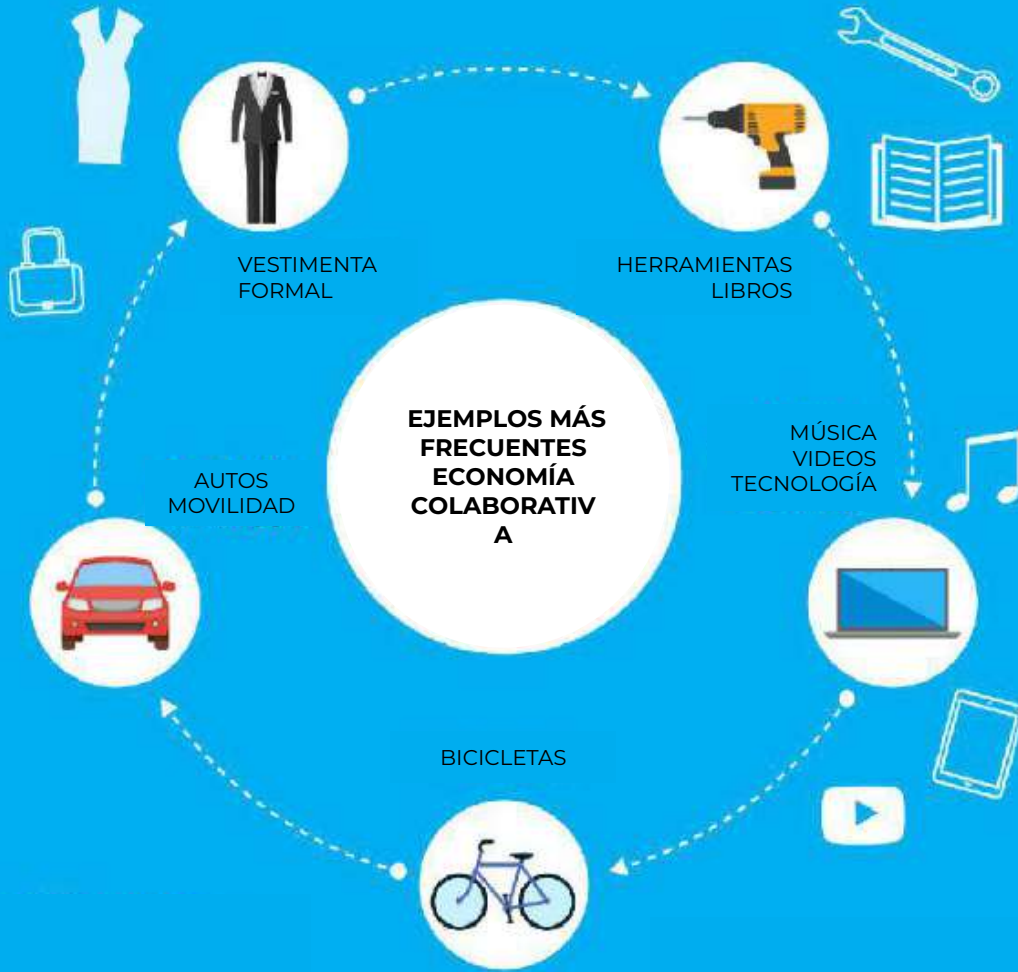 VESTIMENTA
FORMAL
HERRAMIENTAS
LIBROS
EJEMPLOS MÁS
FRECUENTES
ECONOMÍA
COLABORATIV
A
MÚSICA
VIDEOS
TECNOLOGÍA
AUTOS
MOVILIDAD
BICICLETAS